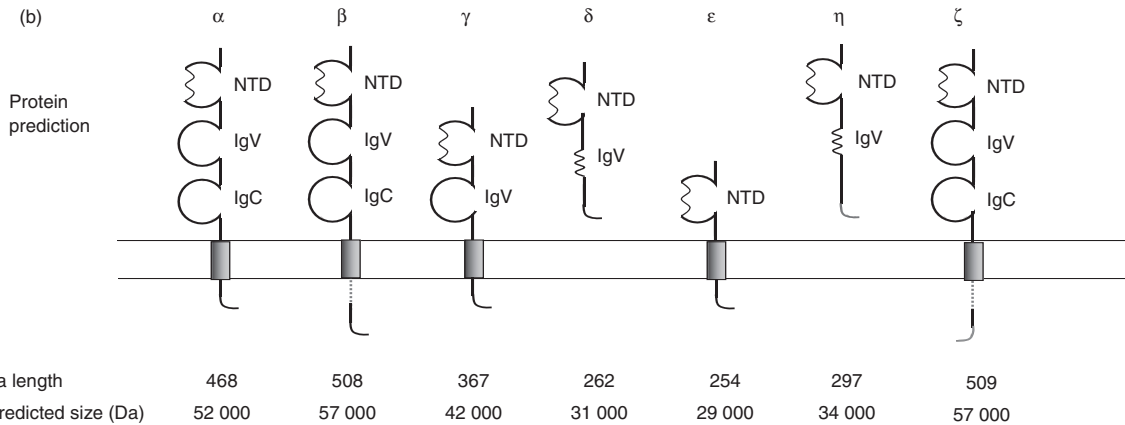 (b) α β γ δ ε η ζ
NTD NTD NTD NTD
Protein
prediction
NTD
IgV IgV NTD IgV IgV
IgV
IgC IgC IgV NTD IgC
a length 468 508 367 262 254 297 509
redicted size (Da) 52 000 57 000 42 000 31 000 29 000 34 000 57 000